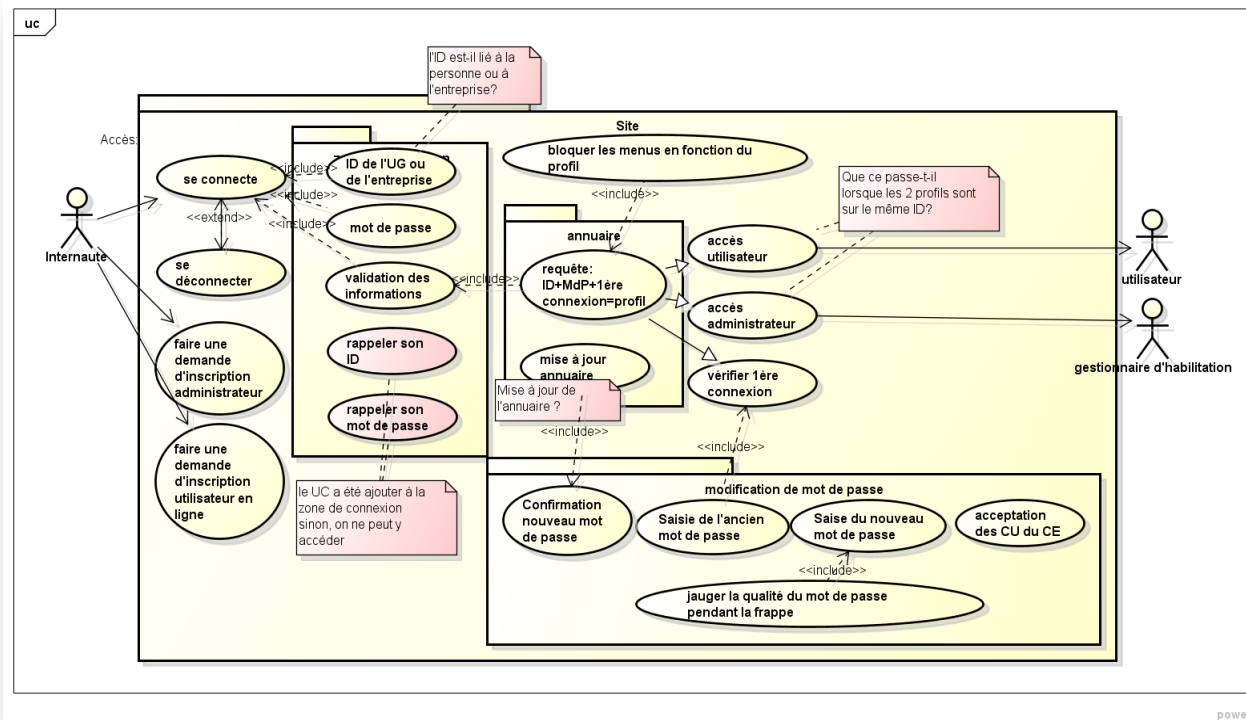 uc
l'ID est-il lié à la
personne ou à
l'entreprise?
Site
Accès:
se connecte
<<include>>
ID de l'UG ou
de l'entreprise
<<include>>
<<include>>
<<extend>>
mot de passe
se
déconnecter
validation des
informations
<<include>>
Internaute
faire une
demande
d'inscription
administrateur
faire une
demande
d'inscription
utilisateur en
ligne
rappeler son
ID
rappeler son
mot de passe
le UC a été ajouter à la
zone de connexion
sinon, on ne peut y
accéder
bloquer les menus en fonction du
profil
<<include>>
annuaire
requête:
ID+MdP+1ère
connexion=profil
mise à jour
annuaire
Mise à jour de
l'annuaire ?
<<include>>
Que ce passe-t-il
lorsque les 2 profils sont
sur le même ID?
accès
utilisateur
accès
administrateur
vérifier 1ère
connexion
<<include>>
utilisateur
gestionnaire d'habilitation
modification de mot de passe
Confirmation
nouveau mot
de passe
Saisie de l'ancien
mot de passe
Saise du nouveau
mot de passe
acceptation
des CU du CE
<<include>>
jauger la qualité du mot de passe
pendant la frappe
powe